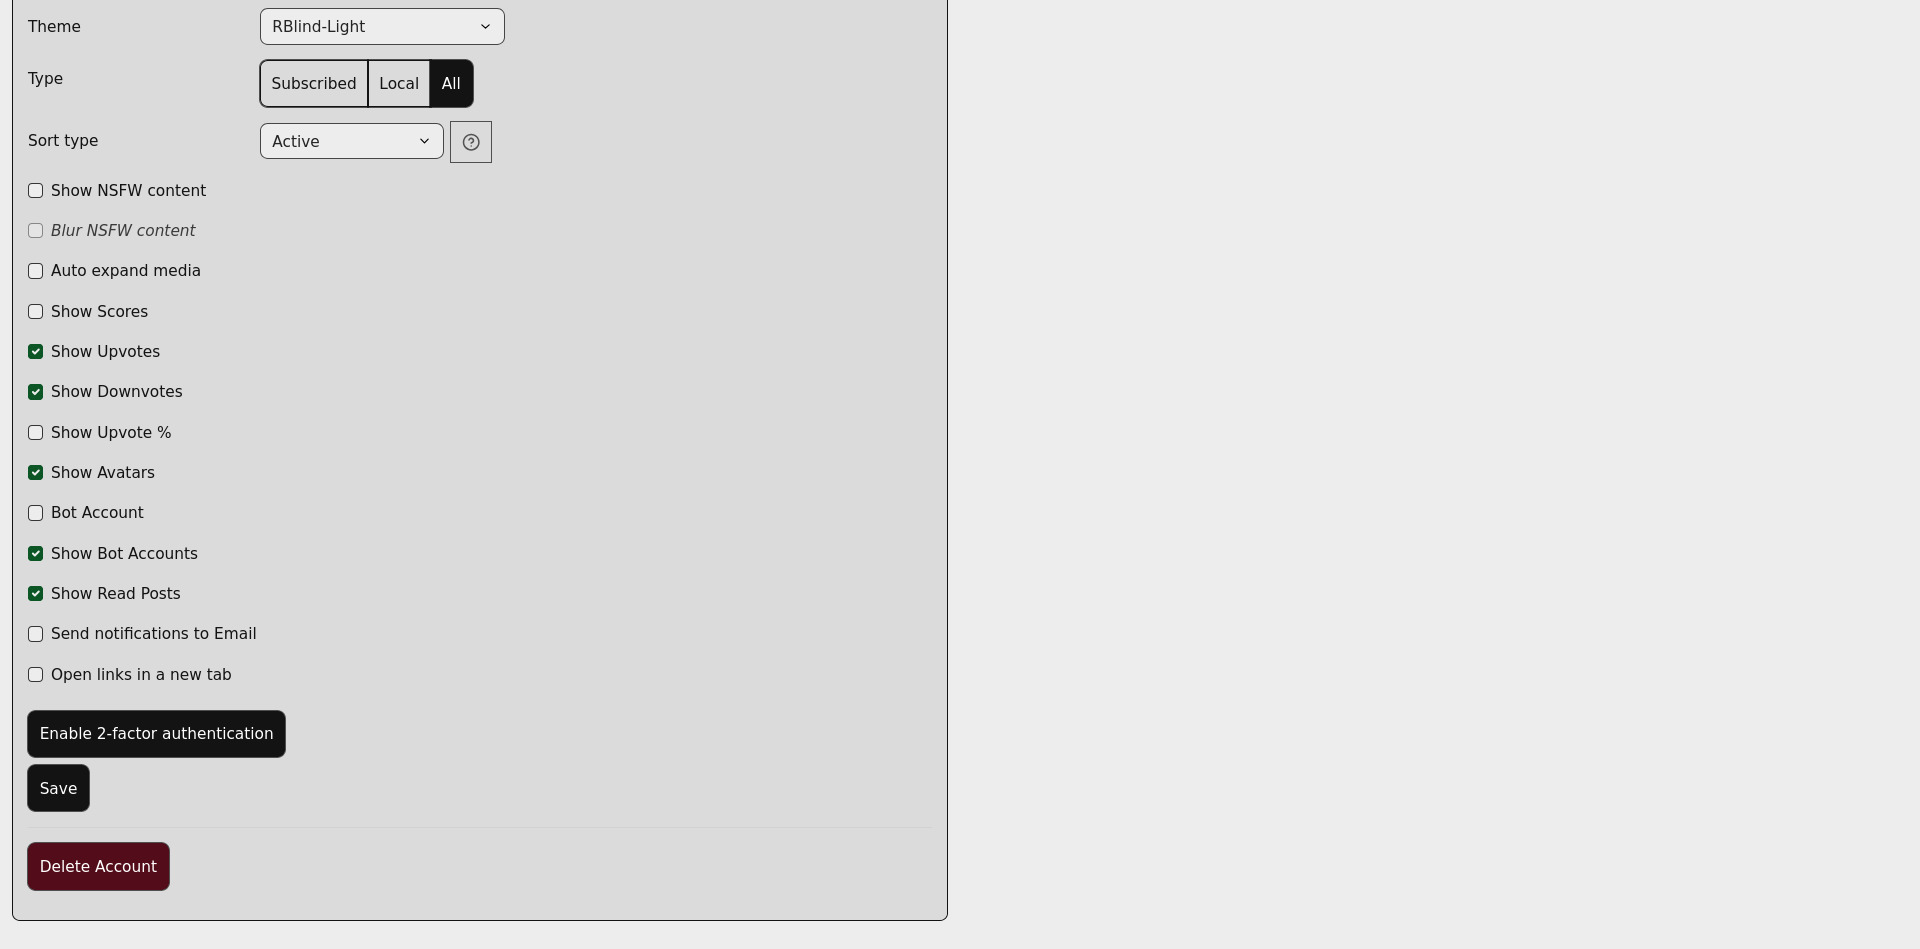 Theme
RBlind-Light
Type
Subscribed
Local
All
Sort type
Active
Show NSFW content
Blur NSFW content
Auto expand media
Show Scores
Show Upvotes
Show Downvotes
Show Upvote %
Show Avatars
Bot Account
Show Bot Accounts
Show Read Posts
Send notifications to Email
Open links in a new tab
Enable 2-factor authentication
Save
Delete Account